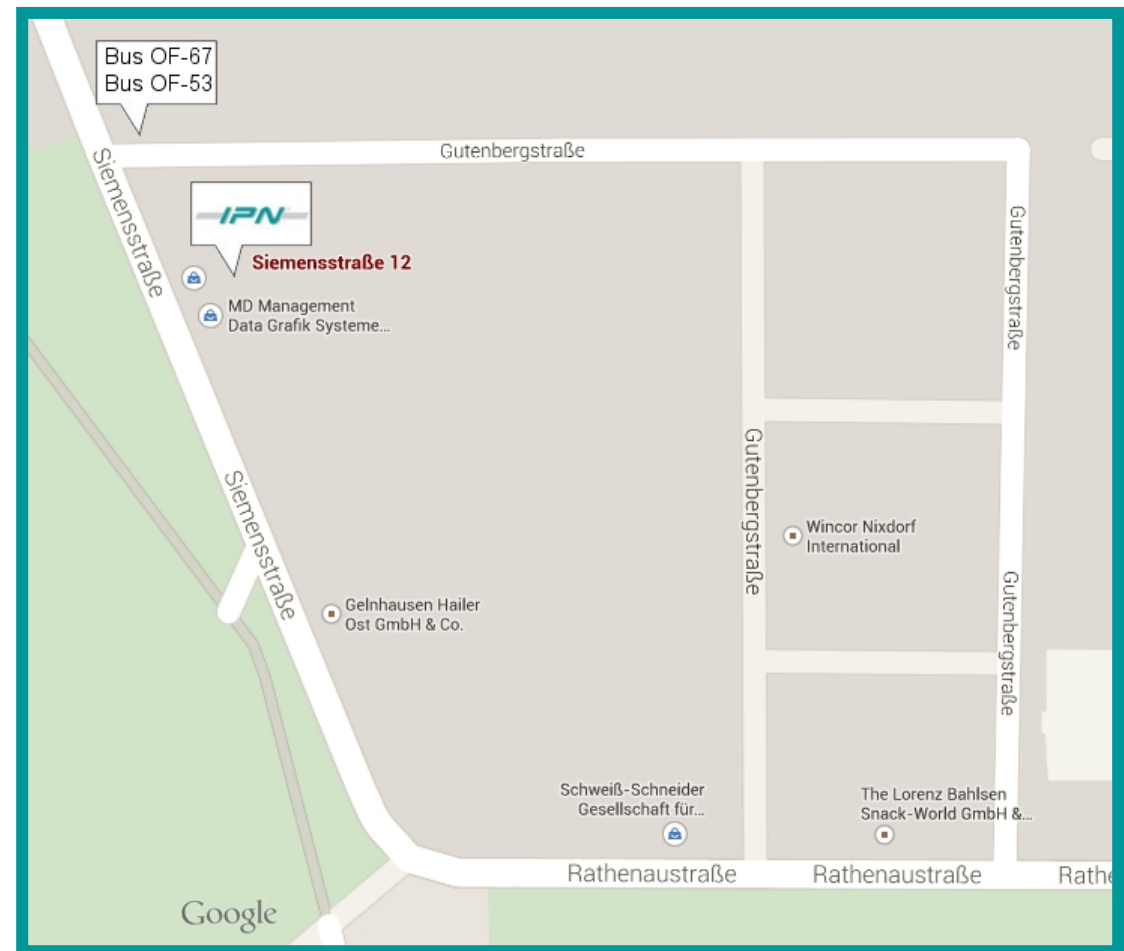 Bus OF-67
Bus OF-53
Gutenbergstraße
Siemensstraße
IPN
Siemensstraße 12
MD Management
Data Grafik Systeme...
Gutenbergstraße
Gutenbergstraße
Siemensstraße
Wincor Nixdorf
International
Gelnhausen Hailer
Ost GmbH & Co.
Gutenbergstraße
Schweiß-Schneider
Gesellschaft für...
The Lorenz Bahlsen
Snack-World GmbH &...
Rathenaustraße
Rathenaustraße
Rathe
Google